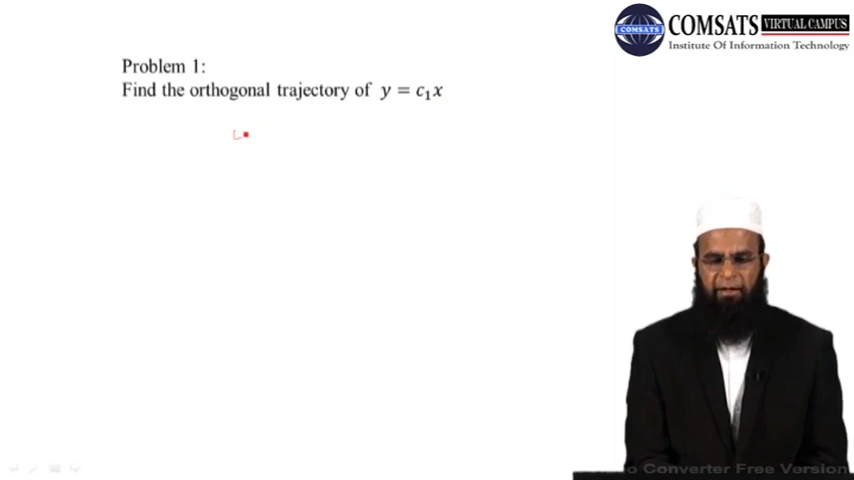 COMSATS VIRTUAL CAMPUS
COMSATS
Institute Of Information Technology
Problem 1:
Find the orthogonal trajectory of y = c₁x
Converter Free Version